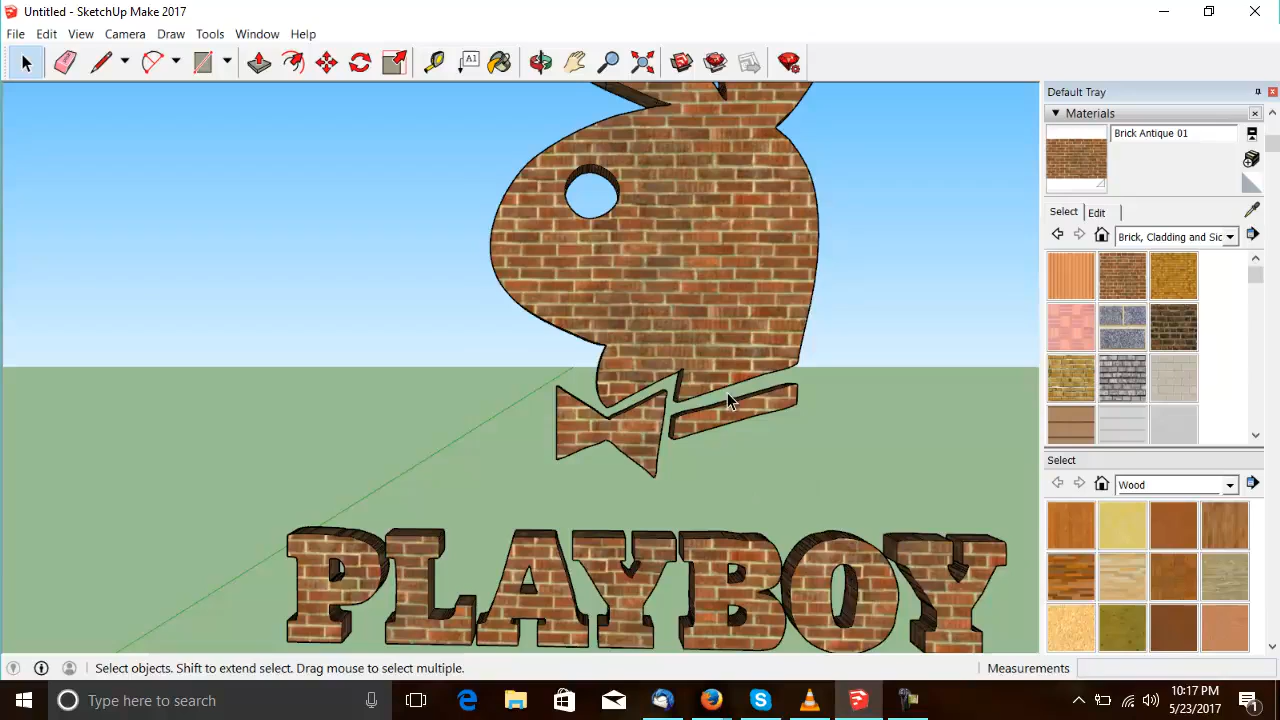 Untitled - SketchUp Make 2017
File Edit View Camera Draw Tools Window Help
A1
Default Tray
Materials
Brick Antique 01
Select Edit
Brick, Cladding and Sid
Select
Wood
PLAYBOY
Select objects. Shift to extend select. Drag mouse to select multiple.
Measurements
Type here to search
10:17 PM
5/23/2017
1